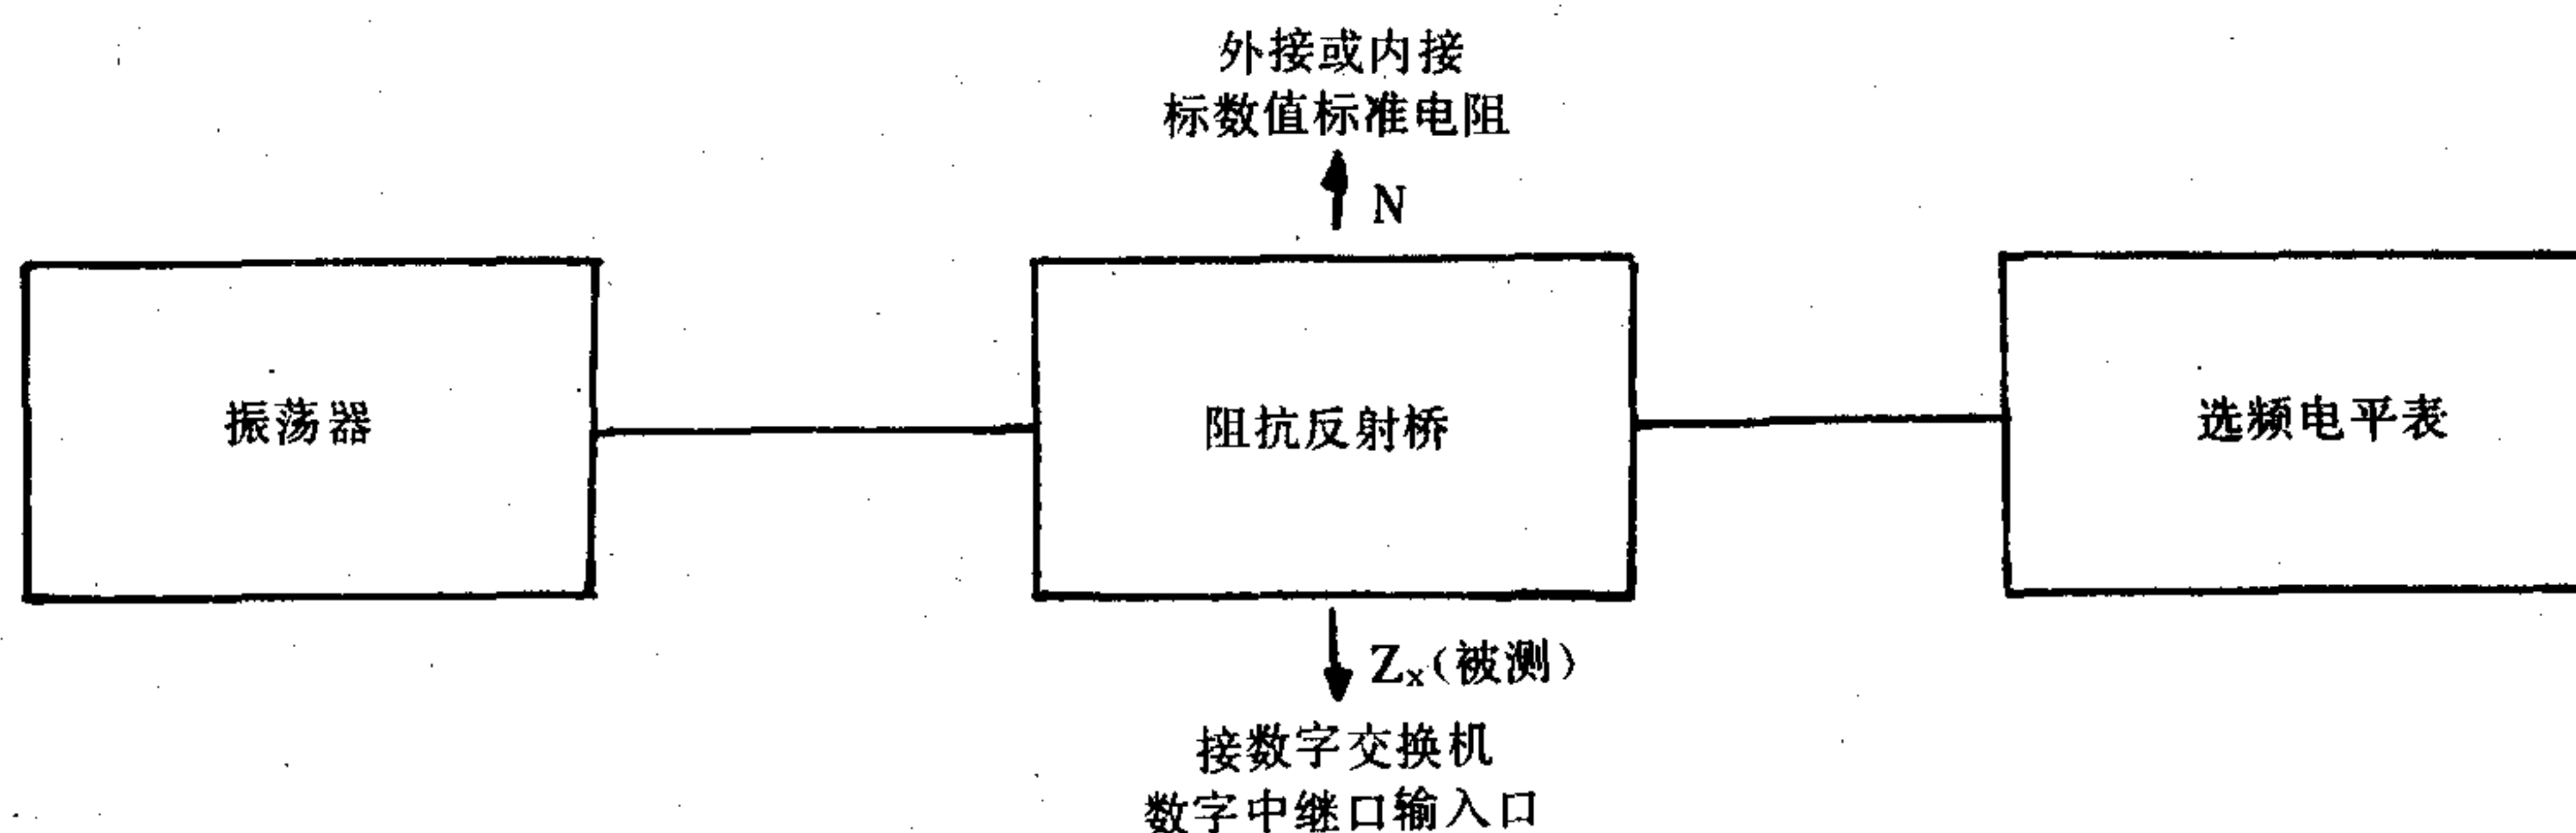 外接或内接
标数值标准电阻
N
振荡器
阻抗反射桥
选频电平表
Zx(被测)
接数字交换机
数字中继口输入口